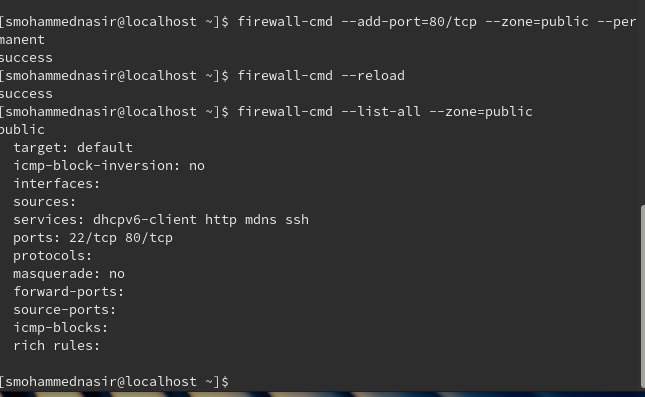 [smohammednasir@localhost ~]$ firewall-cmd --add-port=80/tcp --zone=public --per
manent
success
[smohammednasir@localhost ~]$ firewall-cmd --reload
success
[smohammednasir@localhost ~]$ firewall-cmd --list-all --zone=public
public
  target: default
  icmp-block-inversion: no
  interfaces:
  sources:
  services: dhcpv6-client http mdns ssh
  ports: 22/tcp 80/tcp
  protocols:
  masquerade: no
  forward-ports:
  source-ports:
  icmp-blocks:
  rich rules:
[smohammednasir@localhost ~]$